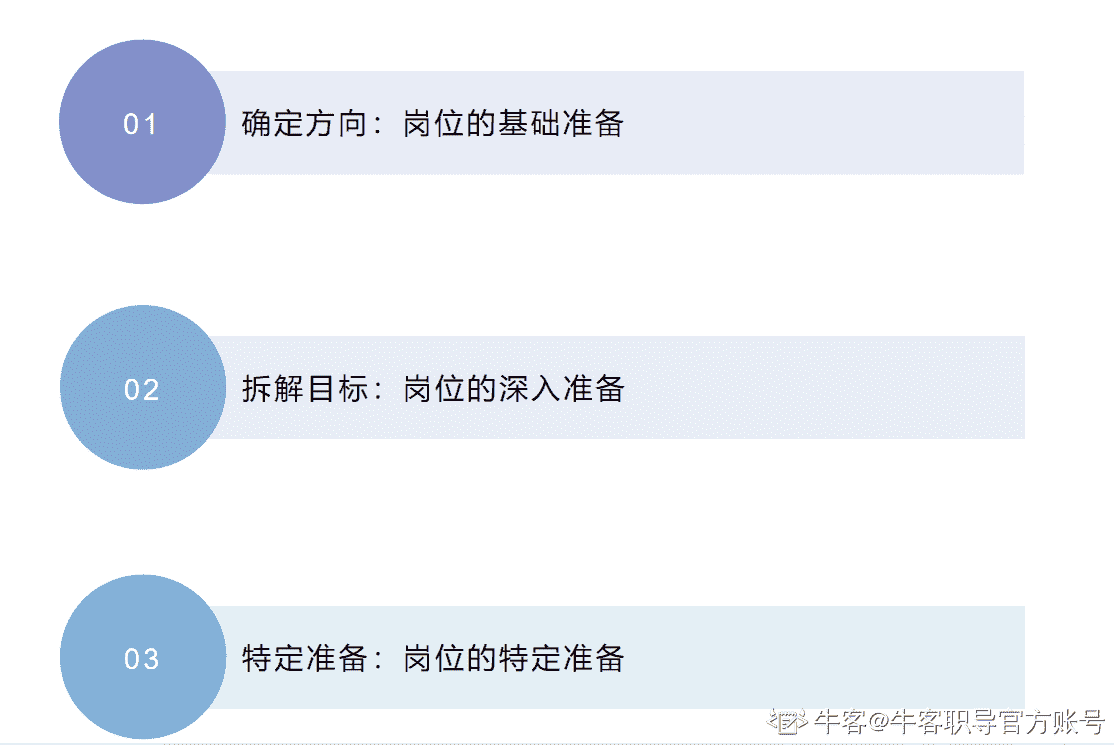 01
确定方向：岗位的基础准备
02
拆解目标：岗位的深入准备
03
特定准备：岗位的特定准备
牛客@牛客职导官方账号